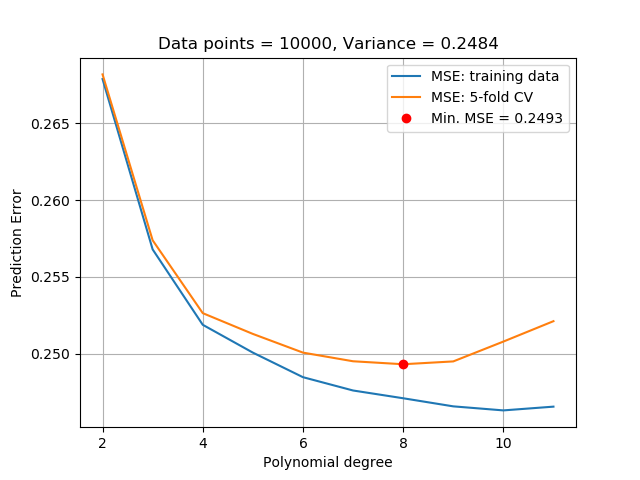 Data points = 10000, Variance = 0.2484
MSE: training data
MSE: 5-fold CV
Min. MSE = 0.2493
Prediction Error
0.265
0.260
0.255
0.250
2 4 6 8 10
Polynomial degree